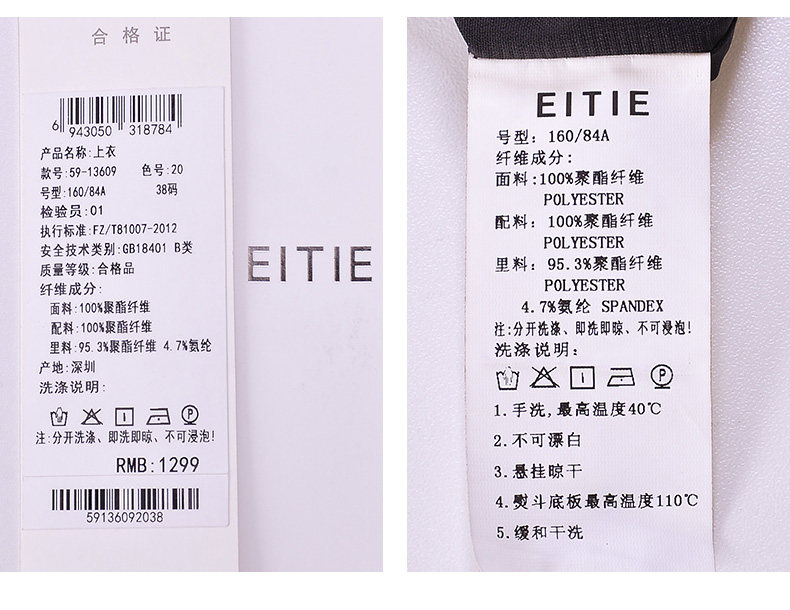 合格证
6 943050 318784
产品名称:上衣
款号:59-13609 色号:20
号型:160/84A 38码
检验员:01
执行标准:FZ/T81007-2012
安全技术类别:GB18401 B类
质量等级:合格品
纤维成分:
面料:100%聚酯纤维
配料:100%聚酯纤维
里料:95.3%聚酯纤维 4.7%氨纶
产地:深圳
洗涤说明:
P
注:分开洗涤、即洗即晾、不可浸泡!
RMB:1299
59136092038
EITIE
EITIE
号型: 160/84A
纤维成分:
面料:100%聚酯纤维
POLYESTER
配料: 100%聚酯纤维
POLYESTER
里料: 95.3%聚酯纤维
POLYESTER
4.7%氨纶 SPANDEX
注:分开洗涤、即洗即晾、不可浸泡!
洗涤说明:
P
1.手洗,最高温度40℃
2.不可漂白
3.悬挂晾干
4.熨斗底板最高温度110℃
5.缓和干洗